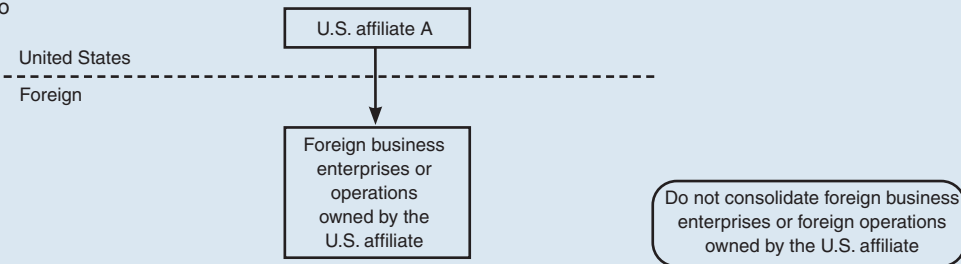 o
U.S. affiliate A
United States
Foreign
Foreign business
enterprises or
operations
owned by the
U.S. affiliate
Do not consolidate foreign business
enterprises or foreign operations
owned by the U.S. affiliate